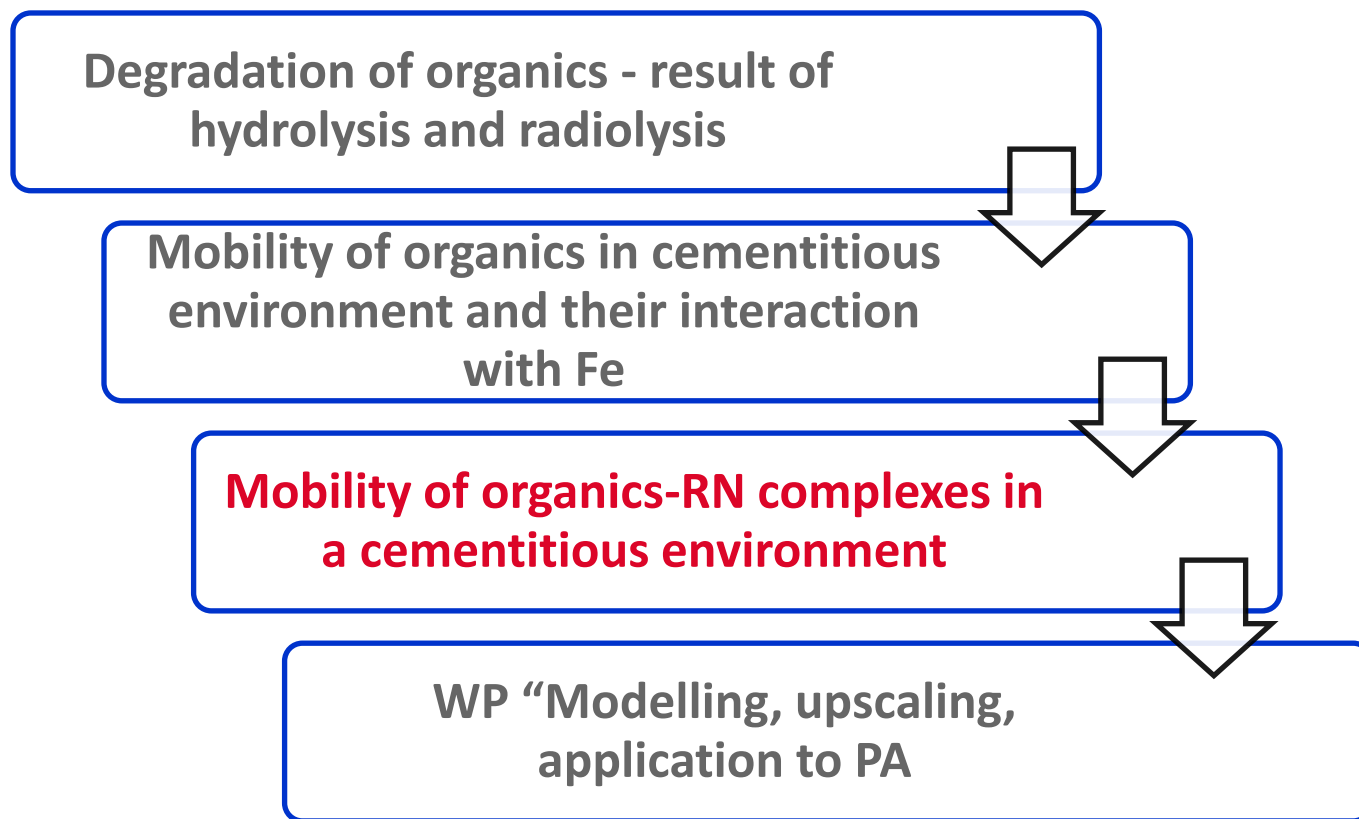 Degradation of organics - result of
hydrolysis and radiolysis
Mobility of organics in cementitious
environment and their interaction
with Fe
Mobility of organics-RN complexes in
a cementitious environment
WP “Modelling, upscaling,
application to PA